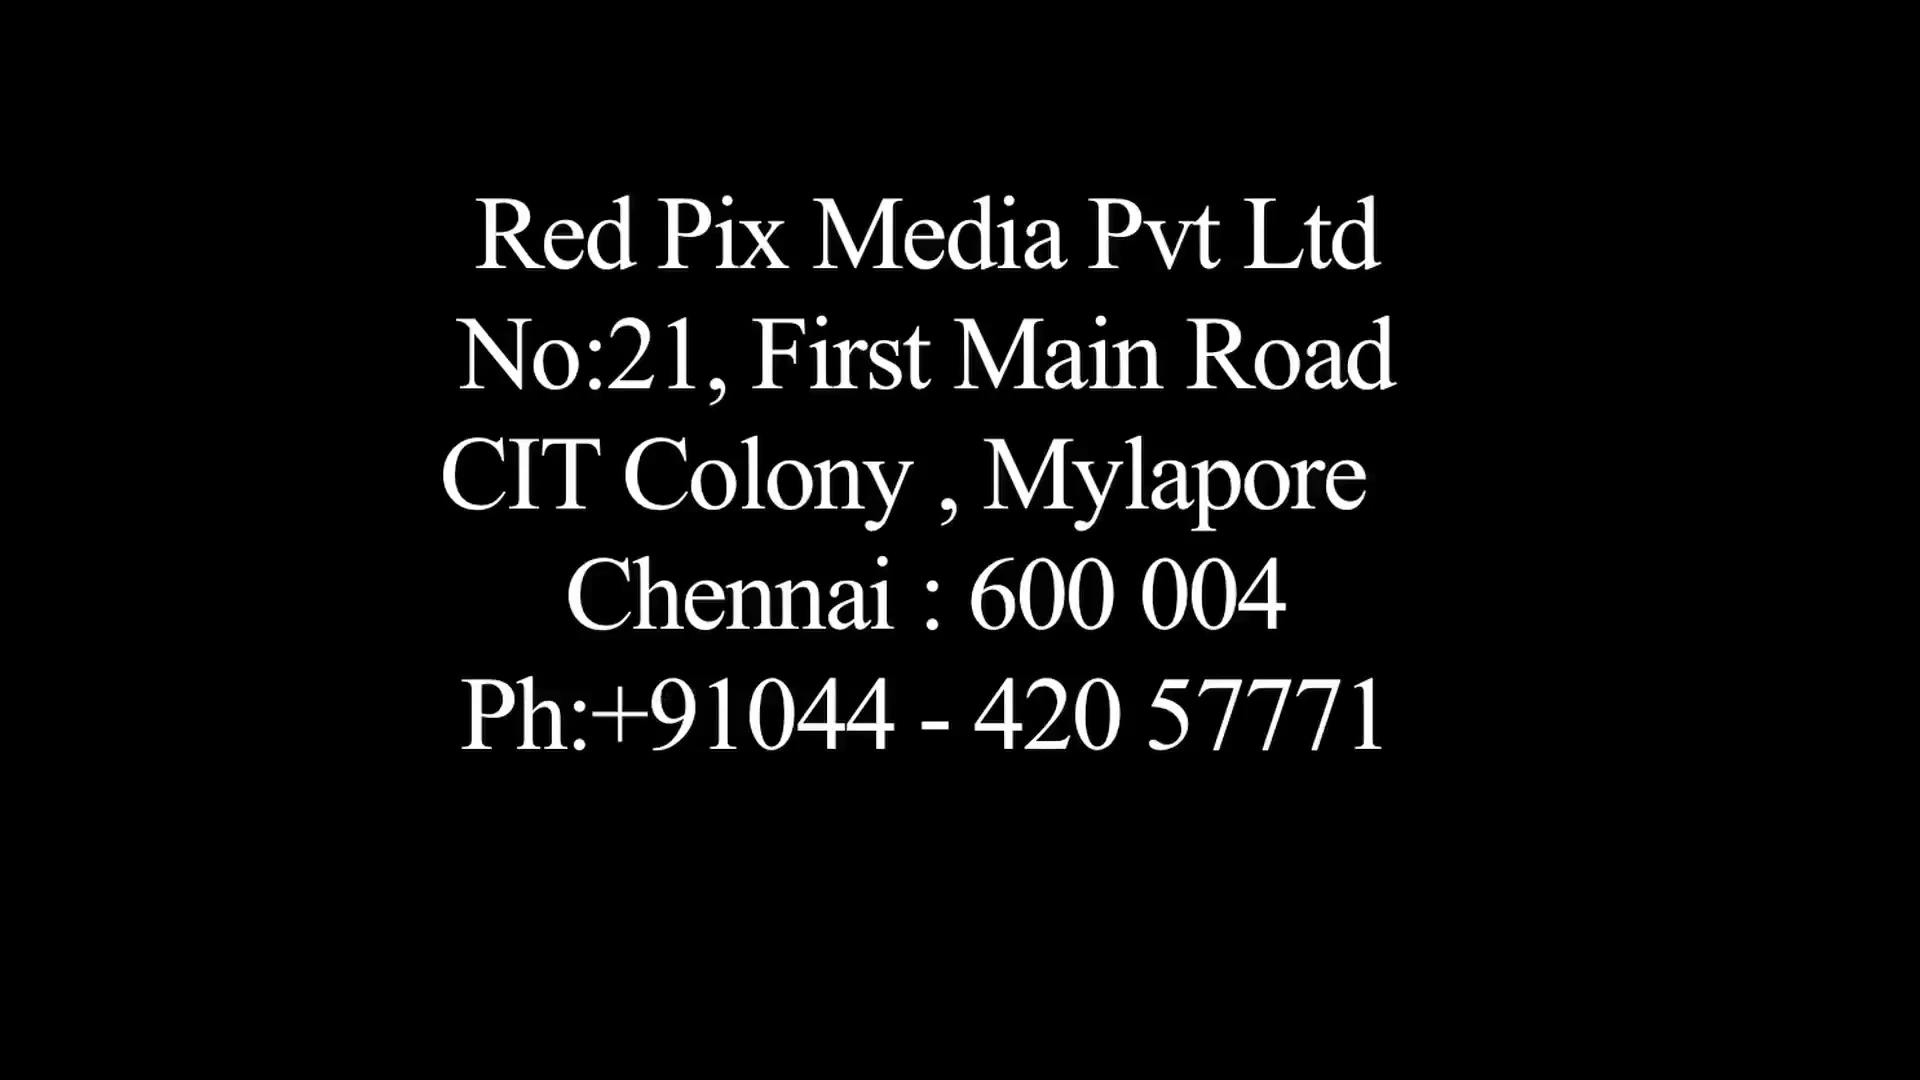 Red Pix Media Pvt Ltd
No:21, First Main Road
CIT Colony , Mylapore
Chennai : 600 004
Ph:+91044 - 420 57771